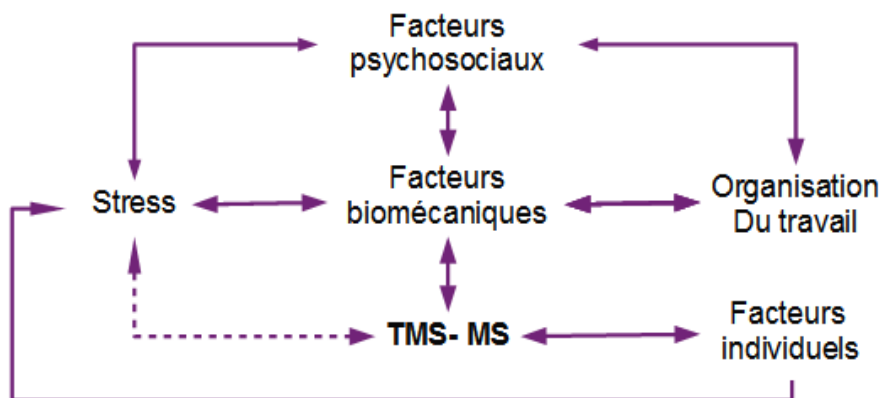 Facteurs
psychosociaux
Stress
Facteurs
biomécaniques
Organisation
Du travail
TMS- MS
Facteurs
individuels